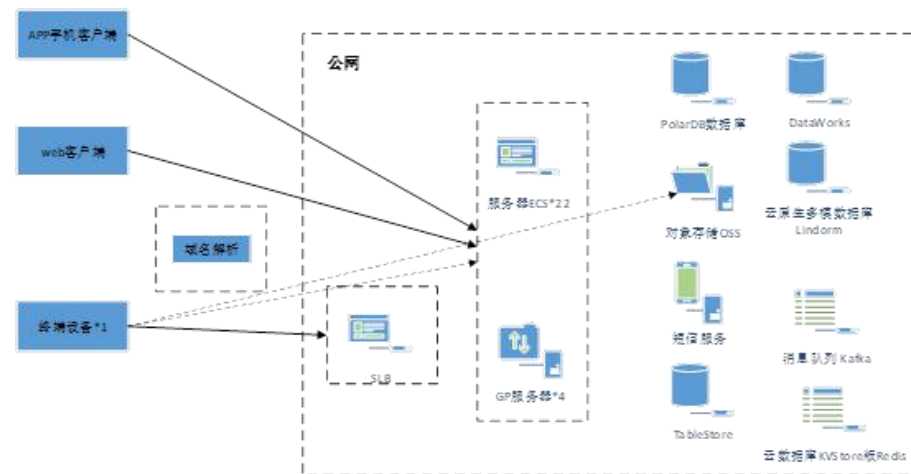 APP手机客户端
公网
web客户端
域名解析
终端设备*1
SLB
服务器ECS*22
GP服务器*4
PolarDB数据库
DataWorks
对象存储OSS
云原生多模数据库
Lindorm
短信服务
消息队列 Kafka
TableStore
云数据库KVStore版Redis